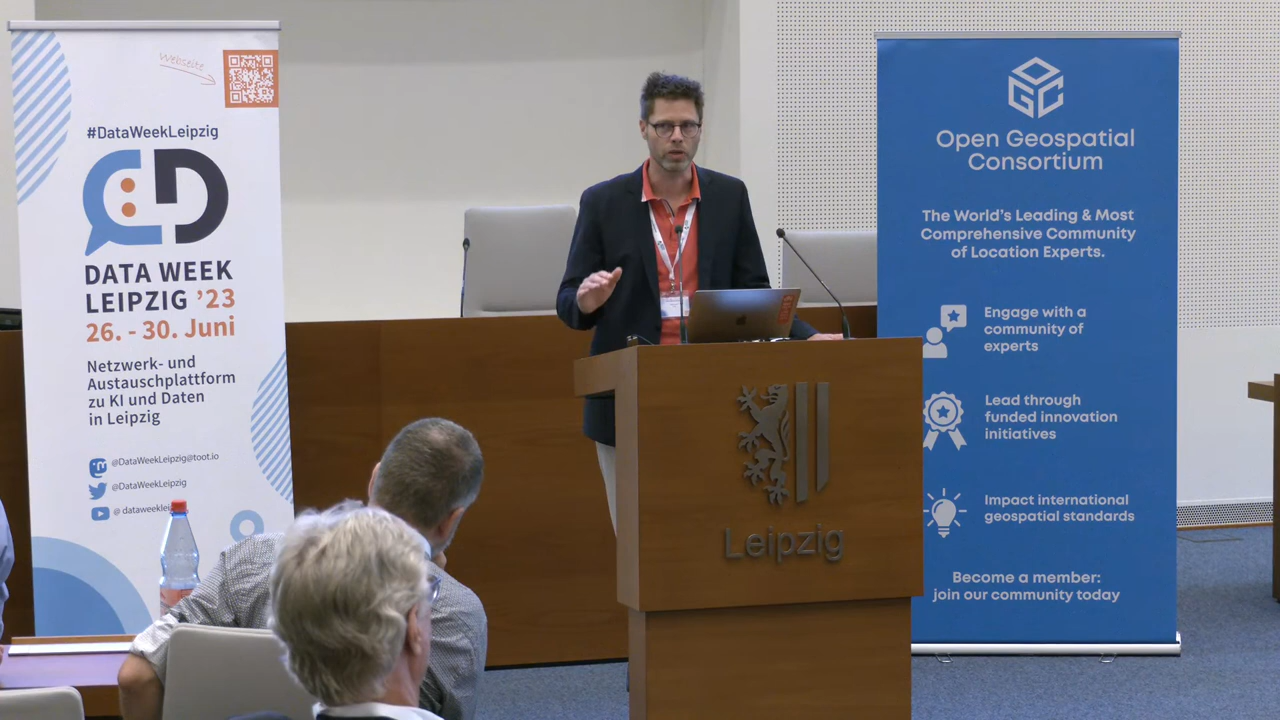 Webseite
#DataWeekLeipzig
DATA WEEK
LEIPZIG '23
26. - 30. Juni
Netzwerk- und
Austauschplattform
zu KI und Daten
in Leipzig
@DataWeekLeipzig@toot.io
@DataWeekLeipzig
Leipzig
OGC
Open Geospatial
Consortium
The World's Leading & Most
Comprehensive Community
of Location Experts.
Engage with a
community of
experts
Lead through
funded innovation
initiatives
Impact international
geospatial standards
Become a member:
join our community today